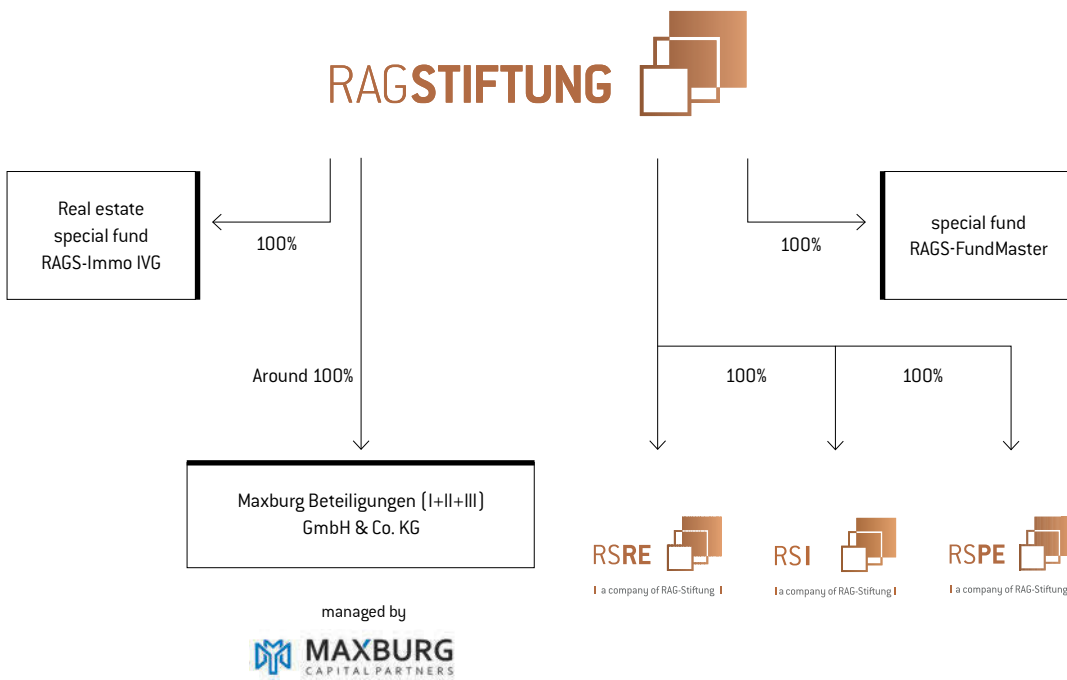 RAGSTIFTUNG
Real estate
special fund
RAGS-Immo IVG
100%
100%
special fund
RAGS-FundMaster
Around 100%
100%
100%
Maxburg Beteiligungen (I+II+III)
GmbH & Co. KG
RSRE
a company of RAG-Stiftung
RSI
a company of RAG-Stiftung
RSPE
a company of RAG-Stiftung
managed by
MAXBURG
CAPITAL PARTNERS